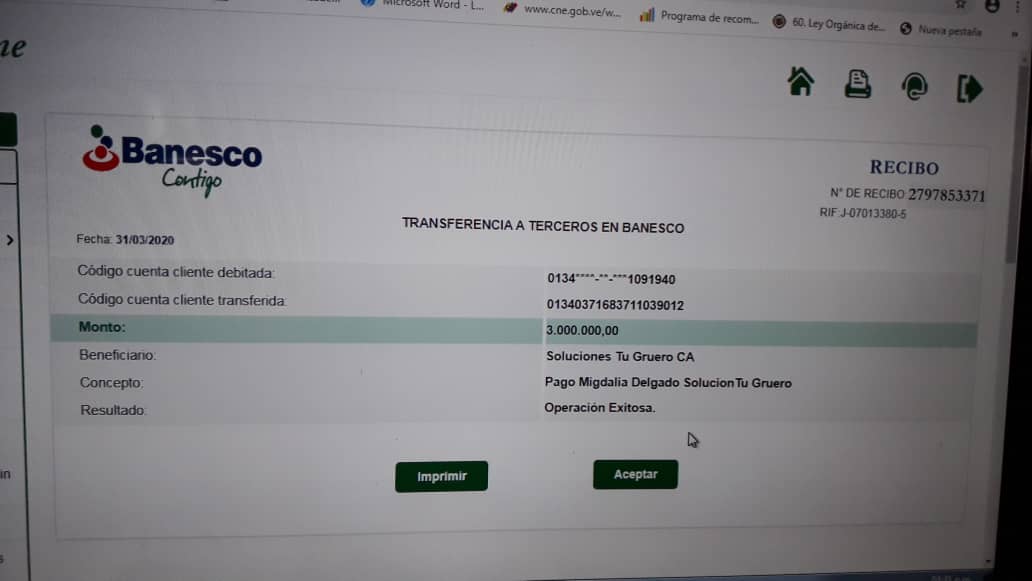 Microsoft Word - L...
www.cne.gob.ve/w...
Programa de recom...
60. Ley Orgánica de...
Nueva pestaña
ne
Banesco
Contigo
RECIBO
N° DE RECIBO:2797853371
RIF:J-07013380-5
TRANSFERENCIA A TERCEROS EN BANESCO
Fecha: 31/03/2020
Código cuenta cliente debitada: 0134****-**-***1091940
Código cuenta cliente transferida: 01340371683711039012
Monto: 3.000.000,00
Beneficiario: Soluciones Tu Gruero CA
Concepto: Pago Migdalia Delgado SolucionTu Gruero
Resultado: Operación Exitosa.
in
Imprimir
Aceptar
s